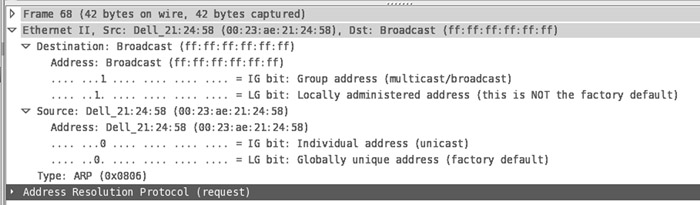 Frame 68 (42 bytes on wire, 42 bytes captured)
Ethernet II, Src: Dell_21:24:58 (00:23:ae:21:24:58), Dst: Broadcast (ff:ff:ff:ff:ff:ff)
Destination: Broadcast (ff:ff:ff:ff:ff:ff)
Address: Broadcast (ff:ff:ff:ff:ff:ff)
.... ...1 .... .... .... .... = IG bit: Group address (multicast/broadcast)
.... ..1. .... .... .... .... = LG bit: Locally administered address (this is NOT the factory default)
Source: Dell_21:24:58 (00:23:ae:21:24:58)
Address: Dell_21:24:58 (00:23:ae:21:24:58)
.... ...0 .... .... .... .... = IG bit: Individual address (unicast)
.... ..0. .... .... .... .... = LG bit: Globally unique address (factory default)
Type: ARP (0x0806)
Address Resolution Protocol (request)